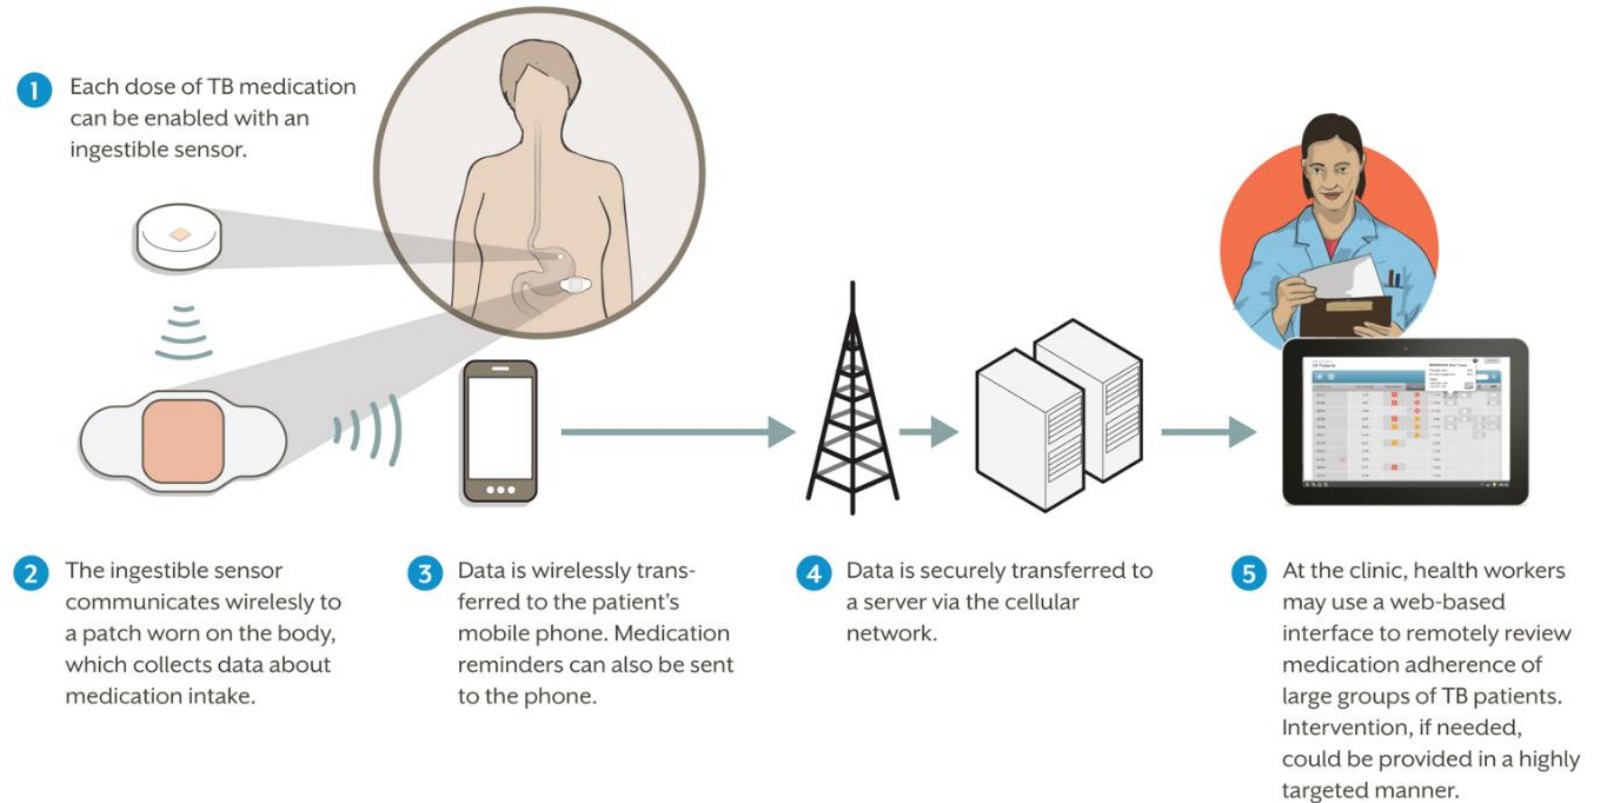 1 Each dose of TB medication
can be enabled with an
ingestible sensor.
2 The ingestible sensor
communicates wirelesly to
a patch worn on the body,
which collects data about
medication intake.
3 Data is wirelessly trans-
ferred to the patient's
mobile phone. Medication
reminders can also be sent
to the phone.
4 Data is securely transferred to
a server via the cellular
network.
5 At the clinic, health workers
may use a web-based
interface to remotely review
medication adherence of
large groups of TB patients.
Intervention, if needed,
could be provided in a highly
targeted manner.